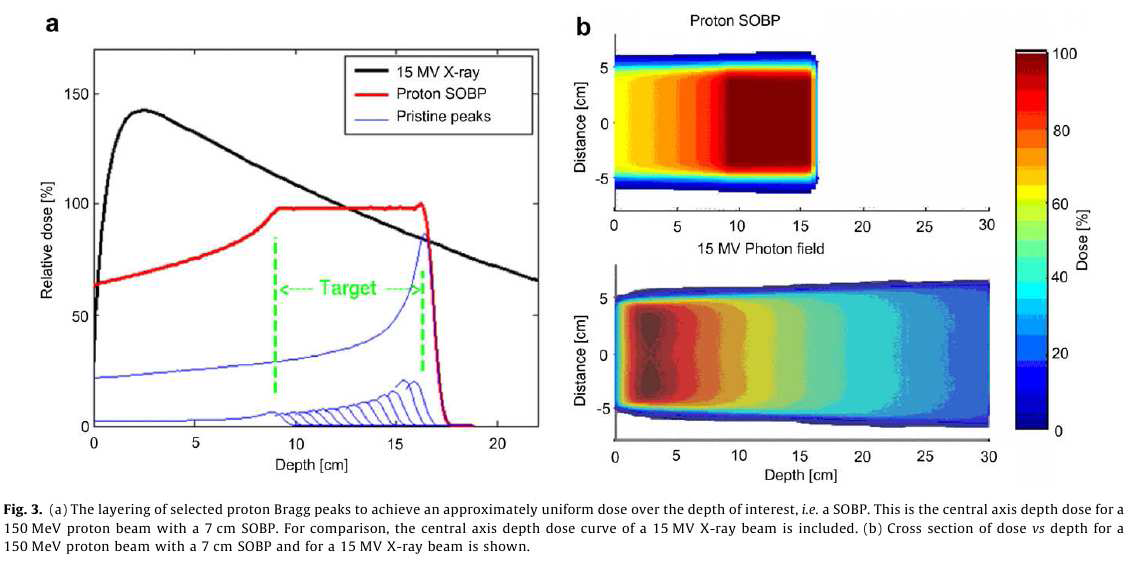 a
15 MV X-ray
Proton SOBP
Pristine peaks
150
100
50
0
Relative dose [%]
Target
0 5 10 15 20
Depth [cm]
b
Proton SOBP
5
0
-5
Distance [cm]
0 5 10 15 20 25 30
15 MV Photon field
5
0
-5
Distance [cm]
0 5 10 15 20 25 30
Depth [cm]
100
80
60
40
20
0
Dose [%]
Fig. 3. (a) The layering of selected proton Bragg peaks to achieve an approximately uniform dose over the depth of interest, i.e. a SOBP. This is the central axis depth dose for a
150 MeV proton beam with a 7 cm SOBP. For comparison, the central axis depth dose curve of a 15 MV X-ray beam is included. (b) Cross section of dose vs depth for a
150 MeV proton beam with a 7 cm SOBP and for a 15 MV X-ray beam is shown.